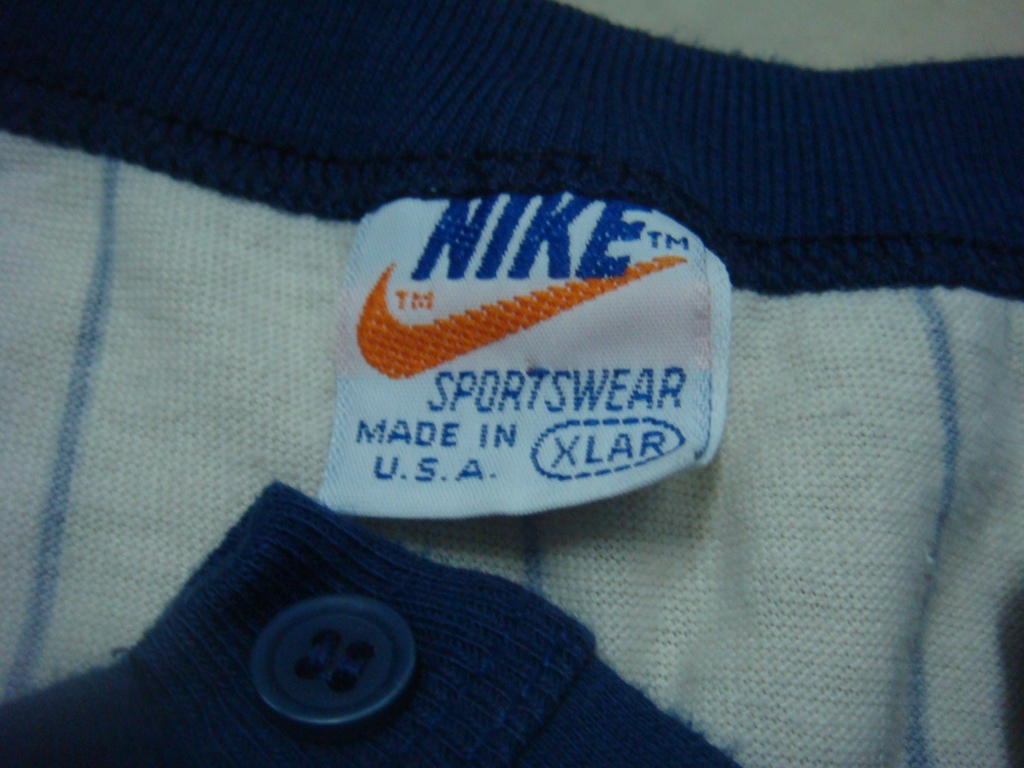 NIKE™
™
SPORTSWEAR
MADE IN
U.S.A.
XLAR